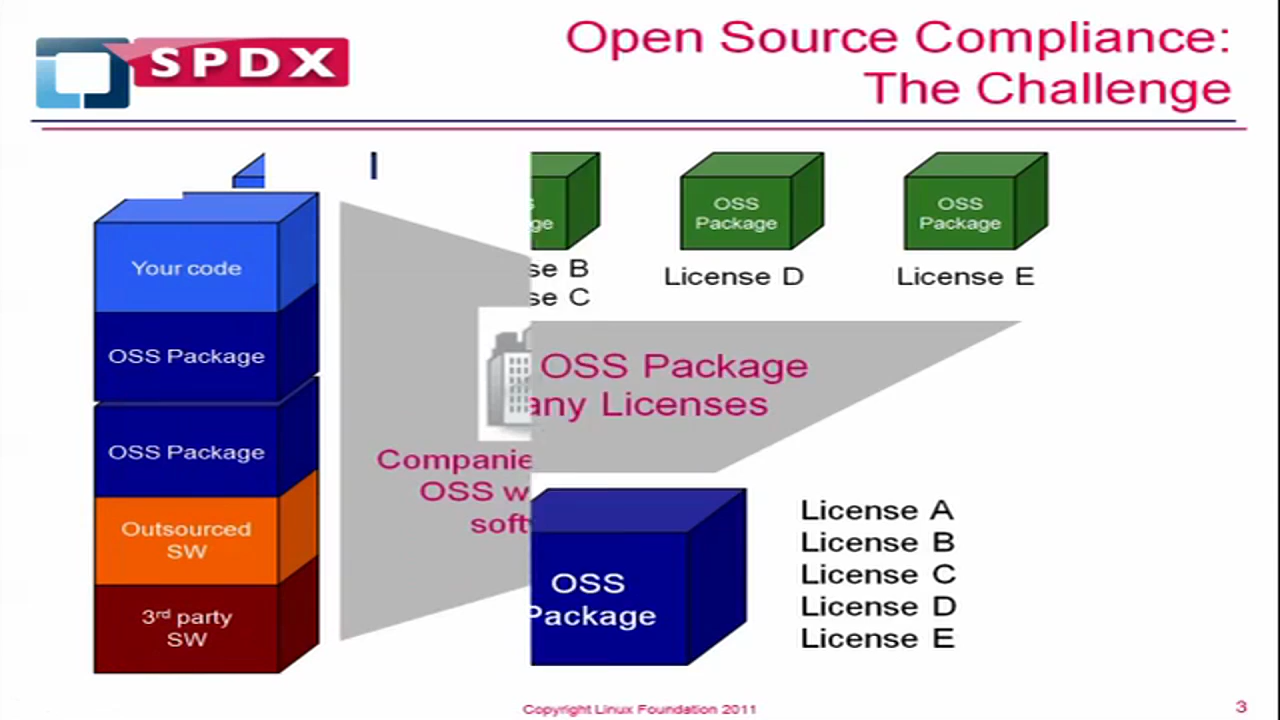 SPDX
Open Source Compliance:
The Challenge
OSS
Package
OSS
Package
License D
License E
se B
se C
Your code
OSS Package
OSS Package
Outsourced
SW
3rd party
SW
OSS Package
any Licenses
Companie
OSS w
soft
OSS
Package
License A
License B
License C
License D
License E
Copyright Linux Foundation 2011
3